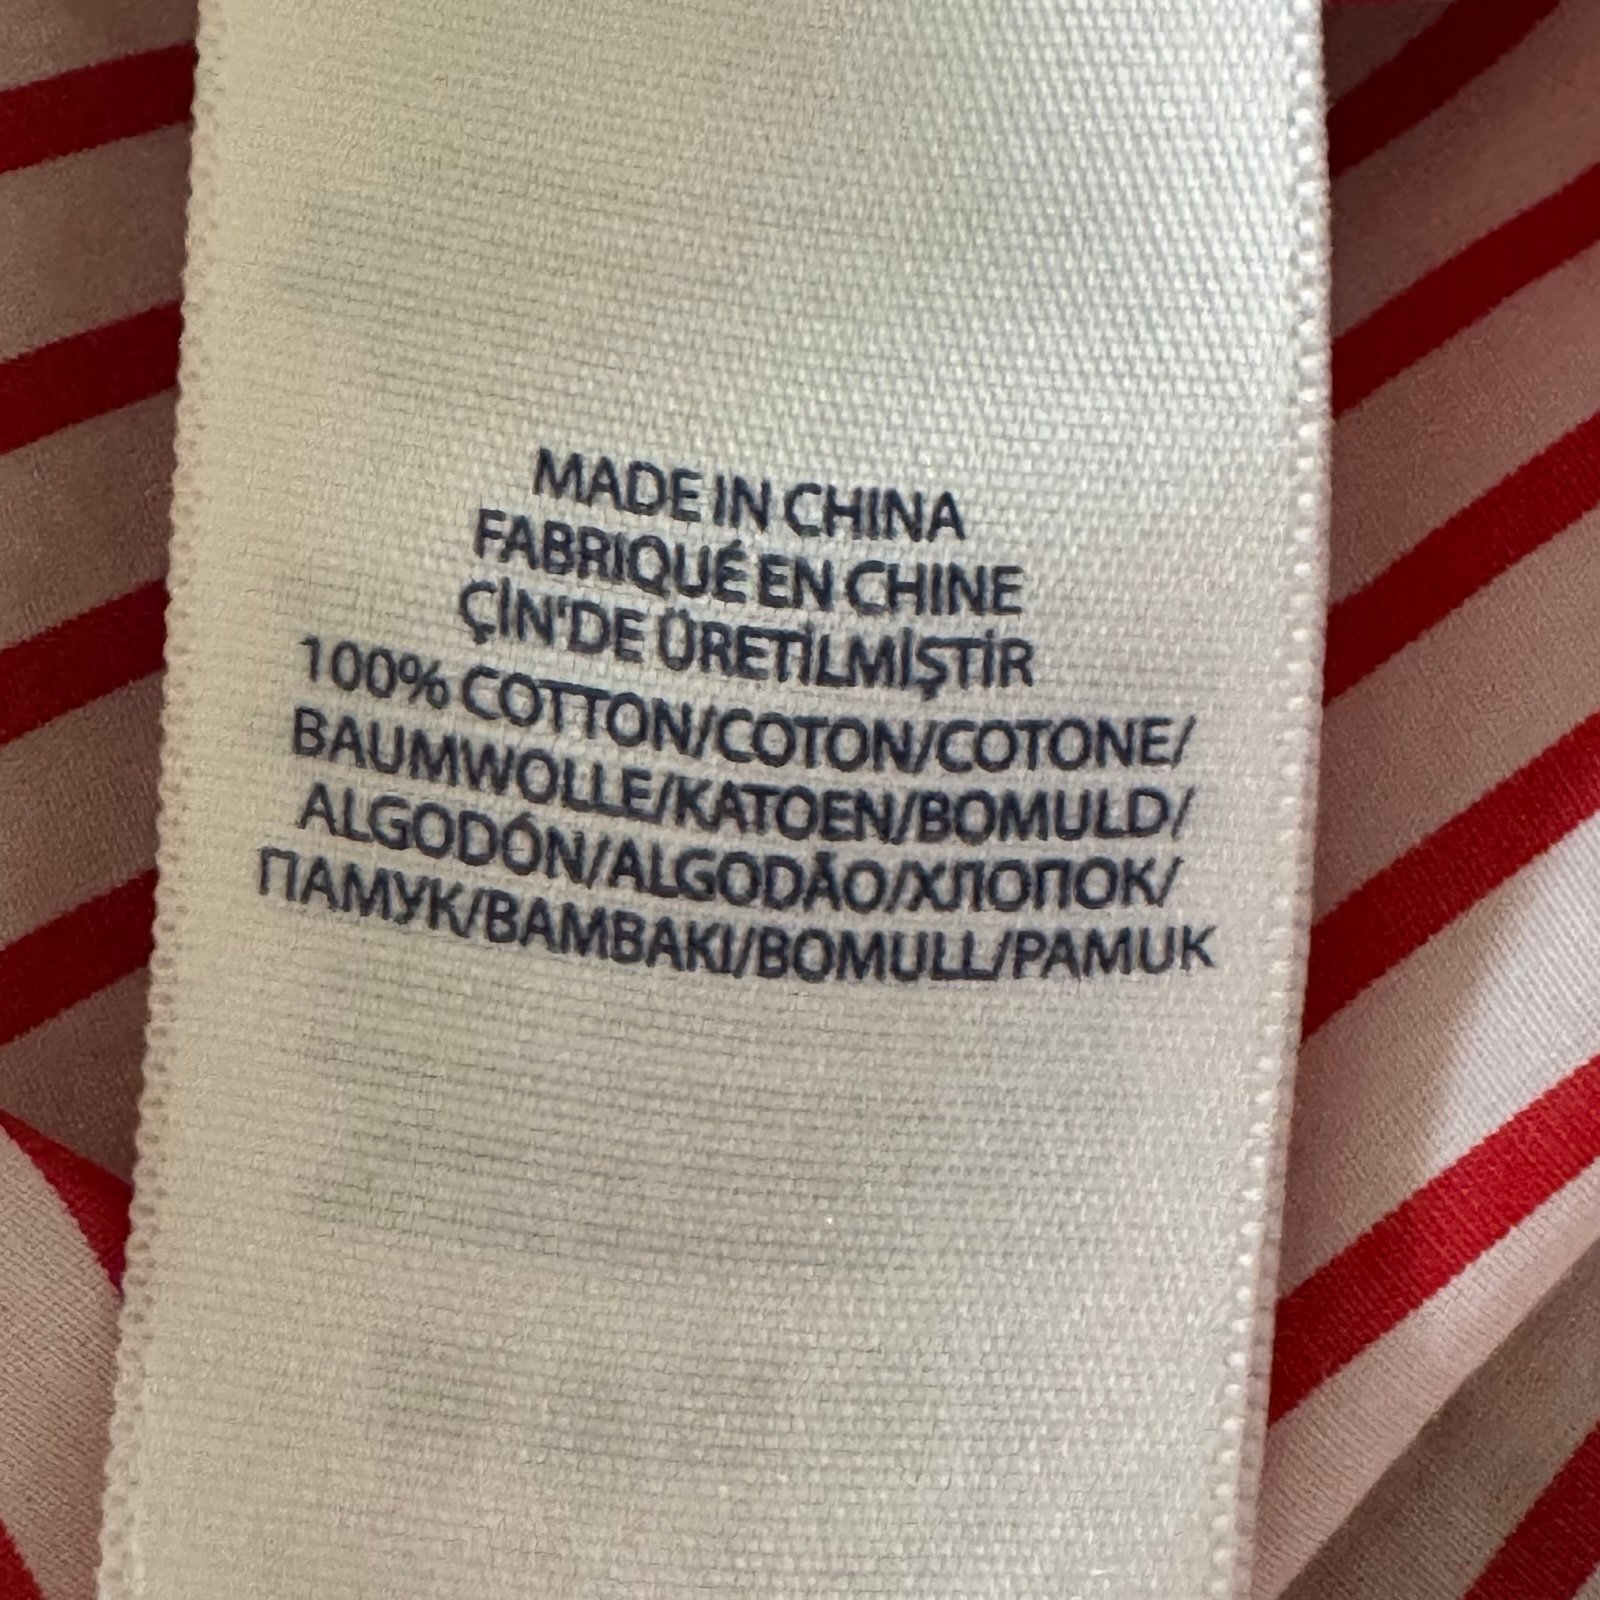 MADE IN CHINA
FABRIQUÉ EN CHINE
ÇİN'DE ÜRETİLMİŞTİR
100% COTTON/COTON/COTONE/
BAUMWOLLE/KATOEN/BOMULD/
ALGODÓN/ALGODÃO/ХЛОПОК/
ПАМУК/BAMBAKI/BOMULL/PAMUK